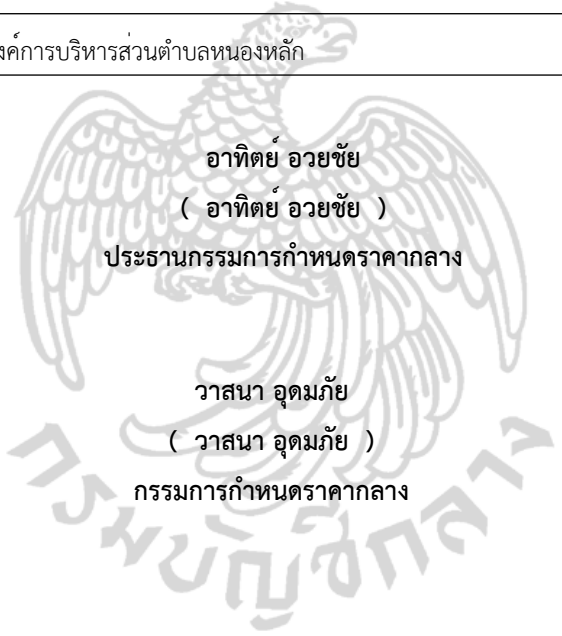 งค์การบริหารส่วนตำบลหนองหลัก
อาทิตย์ อวยชัย
( อาทิตย์ อวยชัย )
ประธานกรรมการกำหนดราคากลาง
วาสนา อุดมภัย
( วาสนา อุดมภัย )
กรรมการกำหนดราคากลาง
กรมบัญชีกลาง